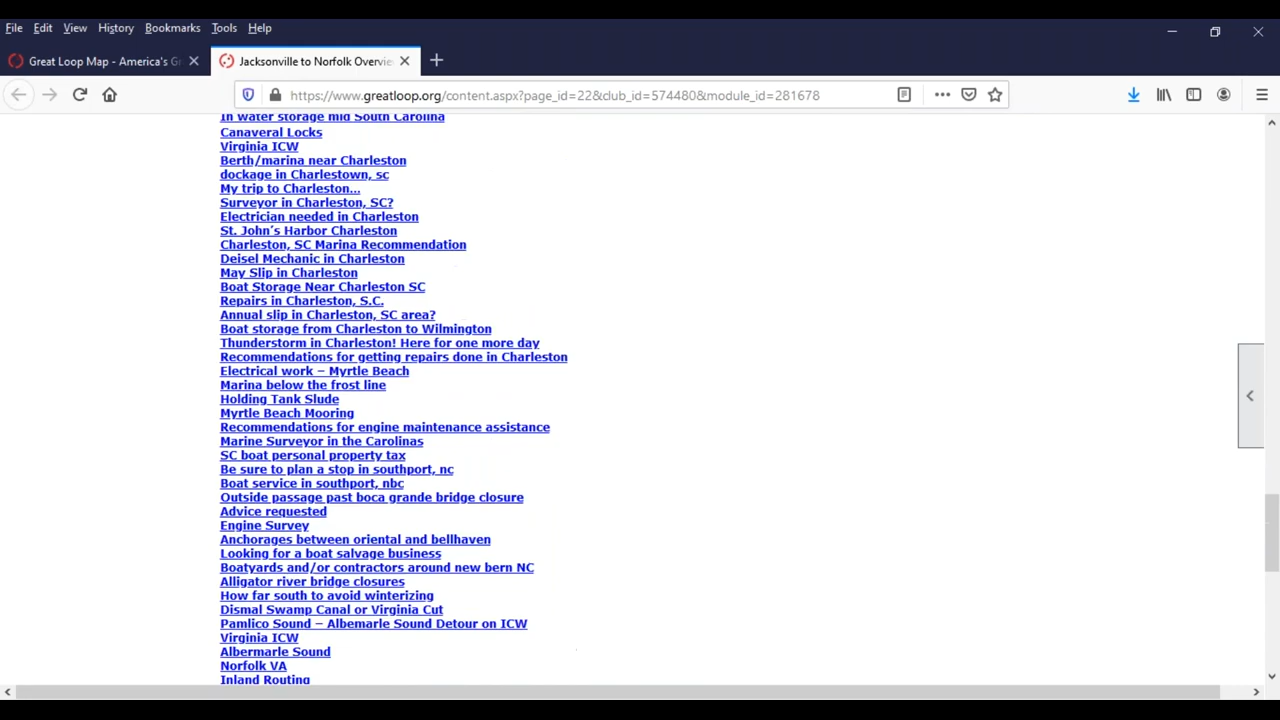 File Edit View History Bookmarks Tools Help
Great Loop Map - America's Gr
Jacksonville to Norfolk Overvie
https://www.greatloop.org/content.aspx?page_id=22&club_id=574480&module_id=281678
In water storage mid South Carolina
Canaveral Locks
Virginia ICW
Berth/marina near Charleston
dockage in Charlestown, sc
My trip to Charleston...
Surveyor in Charleston, SC?
Electrician needed in Charleston
St. John's Harbor Charleston
Charleston, SC Marina Recommendation
Deisel Mechanic in Charleston
May Slip in Charleston
Boat Storage Near Charleston SC
Repairs in Charleston, S.C.
Annual slip in Charleston, SC area?
Boat storage from Charleston to Wilmington
Thunderstorm in Charleston! Here for one more day
Recommendations for getting repairs done in Charleston
Electrical work – Myrtle Beach
Marina below the frost line
Holding Tank Slude
Myrtle Beach Mooring
Recommendations for engine maintenance assistance
Marine Surveyor in the Carolinas
SC boat personal property tax
Be sure to plan a stop in southport, nc
Boat service in southport, nbc
Outside passage past boca grande bridge closure
Advice requested
Engine Survey
Anchorages between oriental and bellhaven
Looking for a boat salvage business
Boatyards and/or contractors around new bern NC
Alligator river bridge closures
How far south to avoid winterizing
Dismal Swamp Canal or Virginia Cut
Pamlico Sound – Albemarle Sound Detour on ICW
Virginia ICW
Albermarle Sound
Norfolk VA
Inland Routing